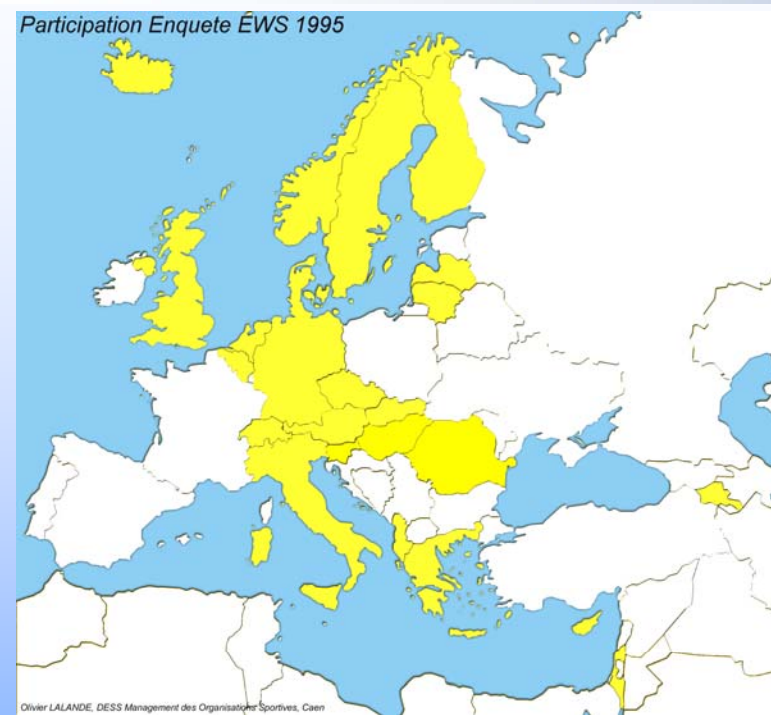 Participation Enquete EWS 1995
Olivier LALANDE, DESS Management des Organisations Sportives, Caen